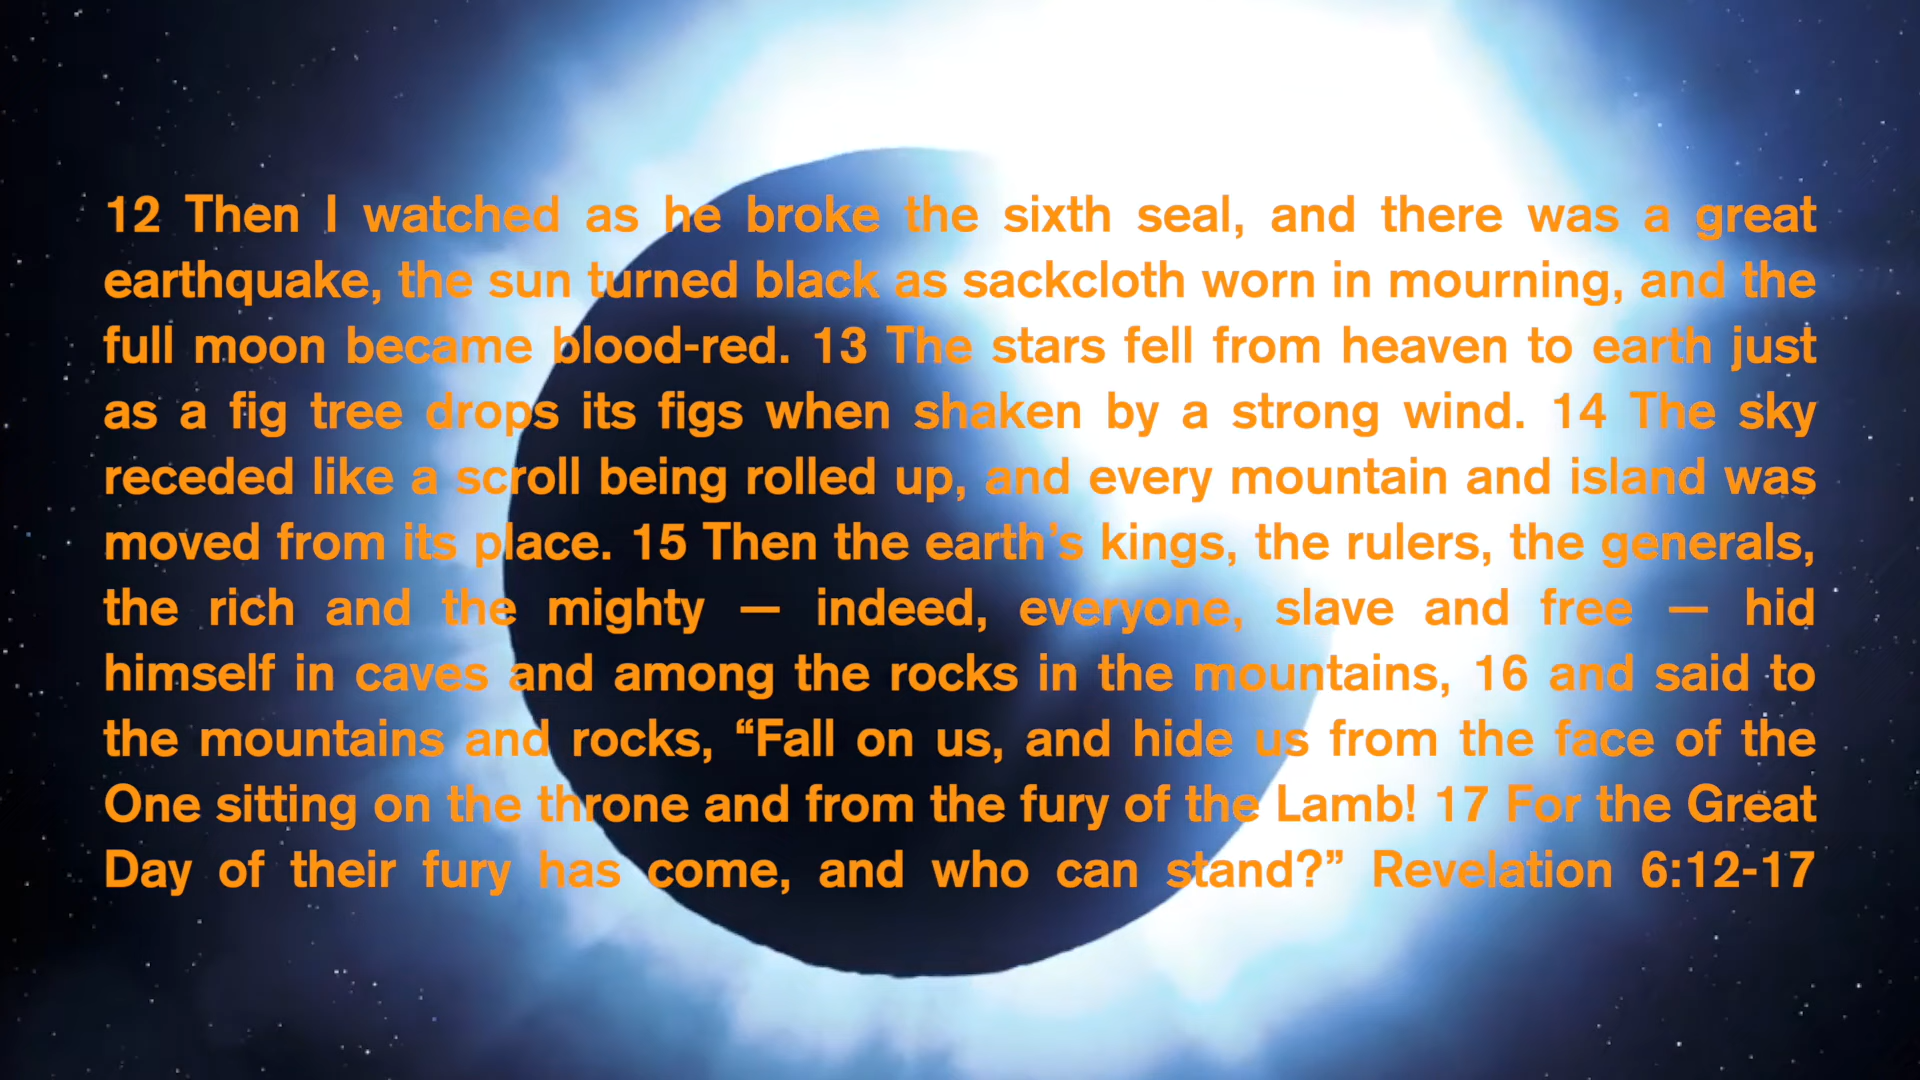 12 Then I watched as he broke the sixth seal, and there was a great
earthquake, the sun turned black as sackcloth worn in mourning, and the
full moon became blood-red. 13 The stars fell from heaven to earth just
as a fig tree drops its figs when shaken by a strong wind. 14 The sky
receded like a scroll being rolled up, and every mountain and island was
moved from its place. 15 Then the earth’s kings, the rulers, the generals,
the rich and the mighty — indeed, everyone, slave and free — hid
himself in caves and among the rocks in the mountains, 16 and said to
the mountains and rocks, “Fall on us, and hide us from the face of the
One sitting on the throne and from the fury of the Lamb! 17 For the Great
Day of their fury has come, and who can stand?” Revelation 6:12-17